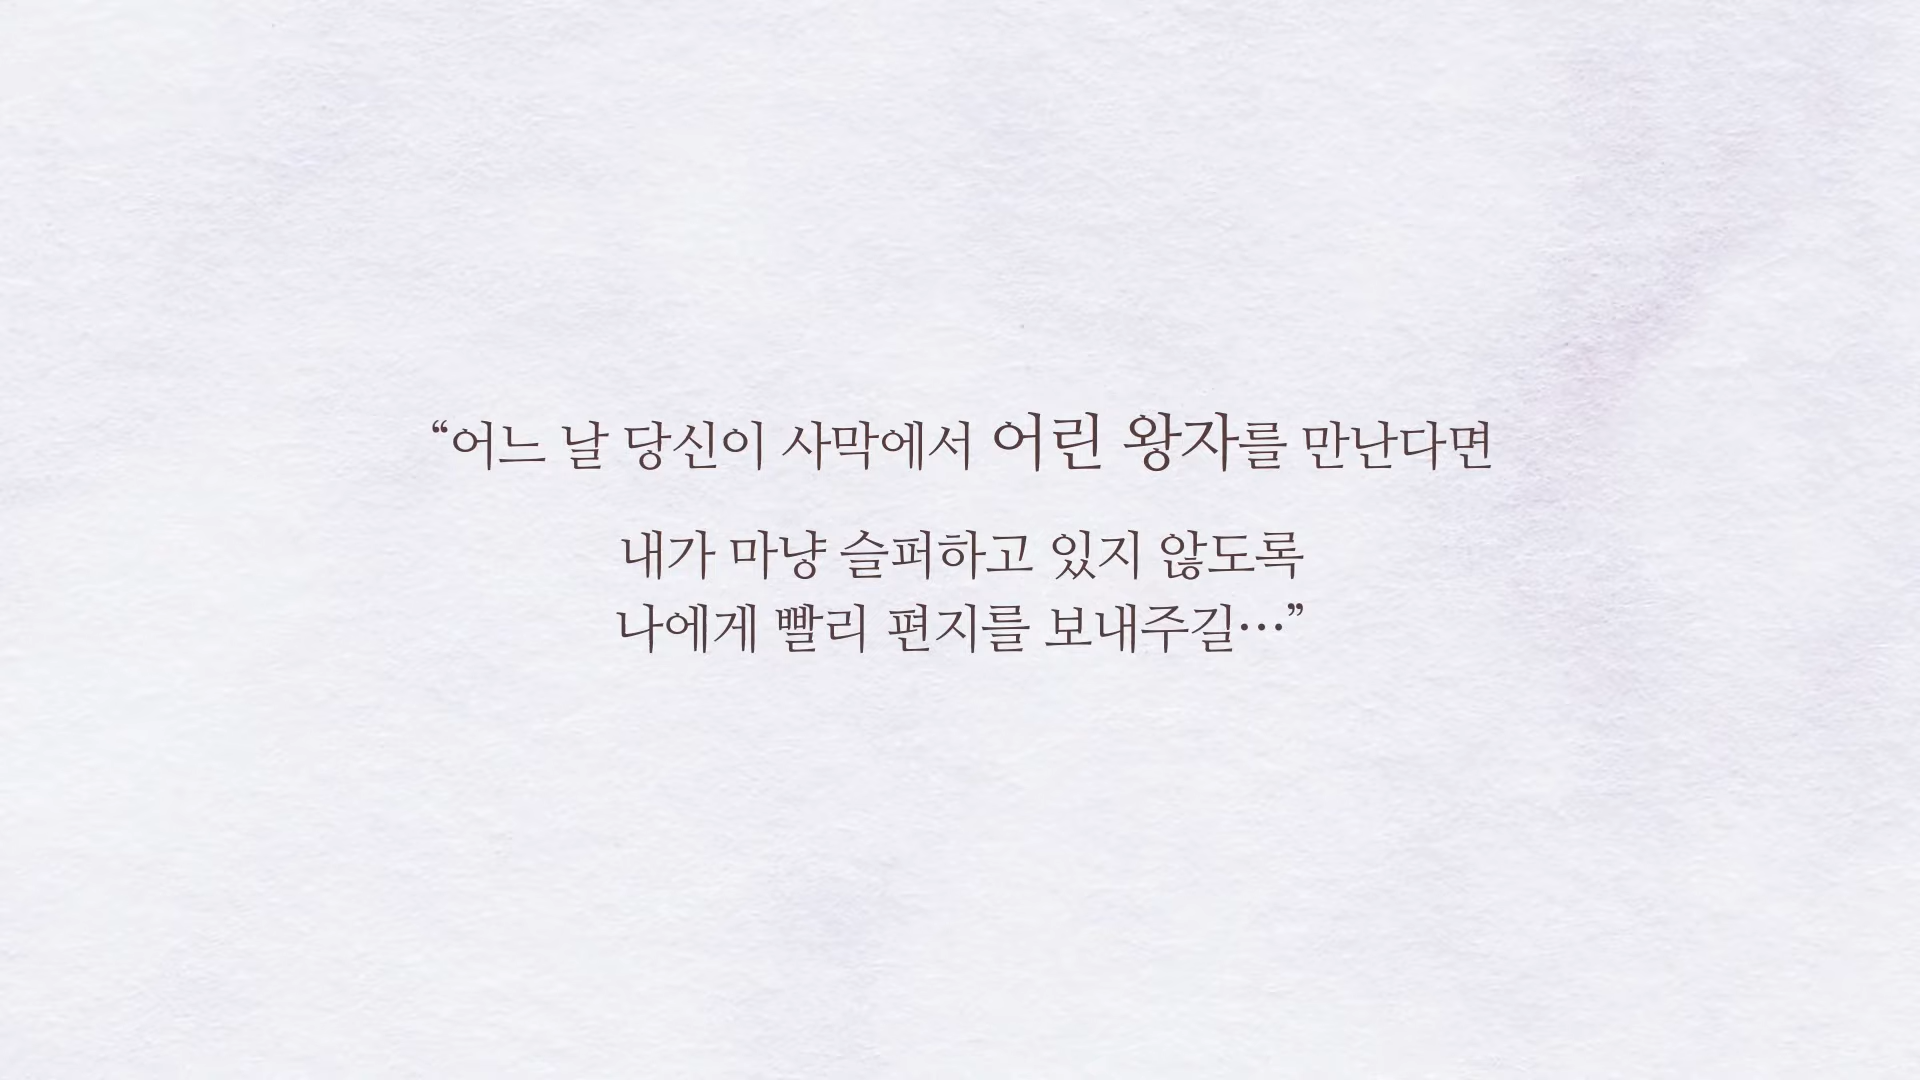 “어느 날 당신이 사막에서 어린 왕자를 만난다면
내가 마냥 슬퍼하고 있지 않도록
나에게 빨리 편지를 보내주길…”